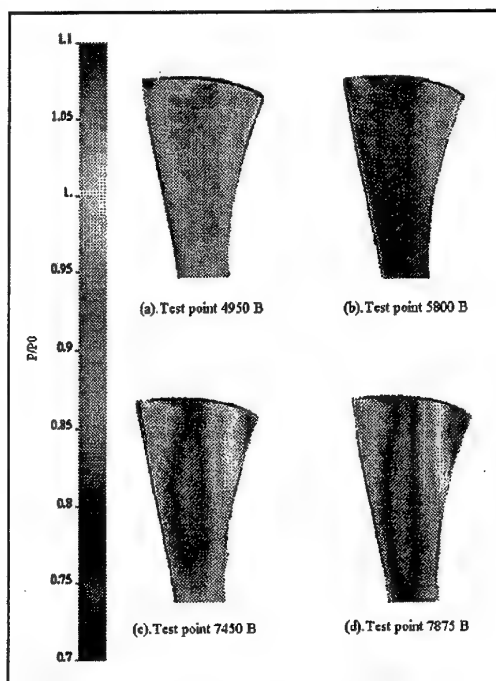 1.1
1.05
1.
0.95
0.9
0.85
0.8
0.75
0.7
P/P0
(a).Test point 4950 B
(b).Test point 5800 B
(c).Test point 7450 B
(d).Test point 7875 B